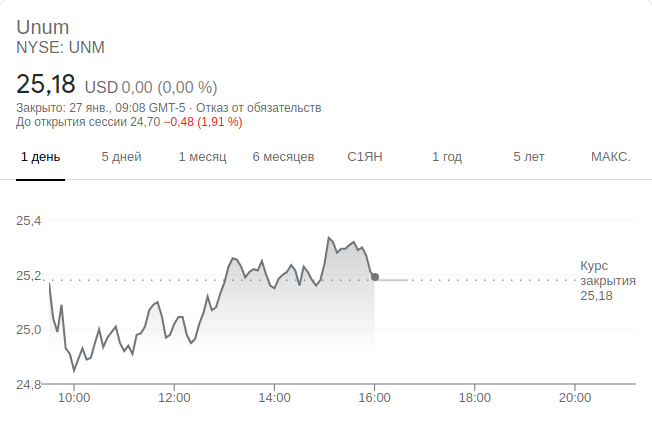 Unum
NYSE: UNM
25,18 USD 0,00 (0,00 %)
Закрыто: 27 янв., 09:08 GMT-5 · Отказ от обязательств
До открытия сессии 24,70 −0,48 (1,91 %)
1 день 5 дней 1 месяц 6 месяцев С1ЯН 1 год 5 лет МАКС.
25,4
25,2
25,0
24,8
Курс
закрытия
25,18
10:00 12:00 14:00 16:00 18:00 20:00